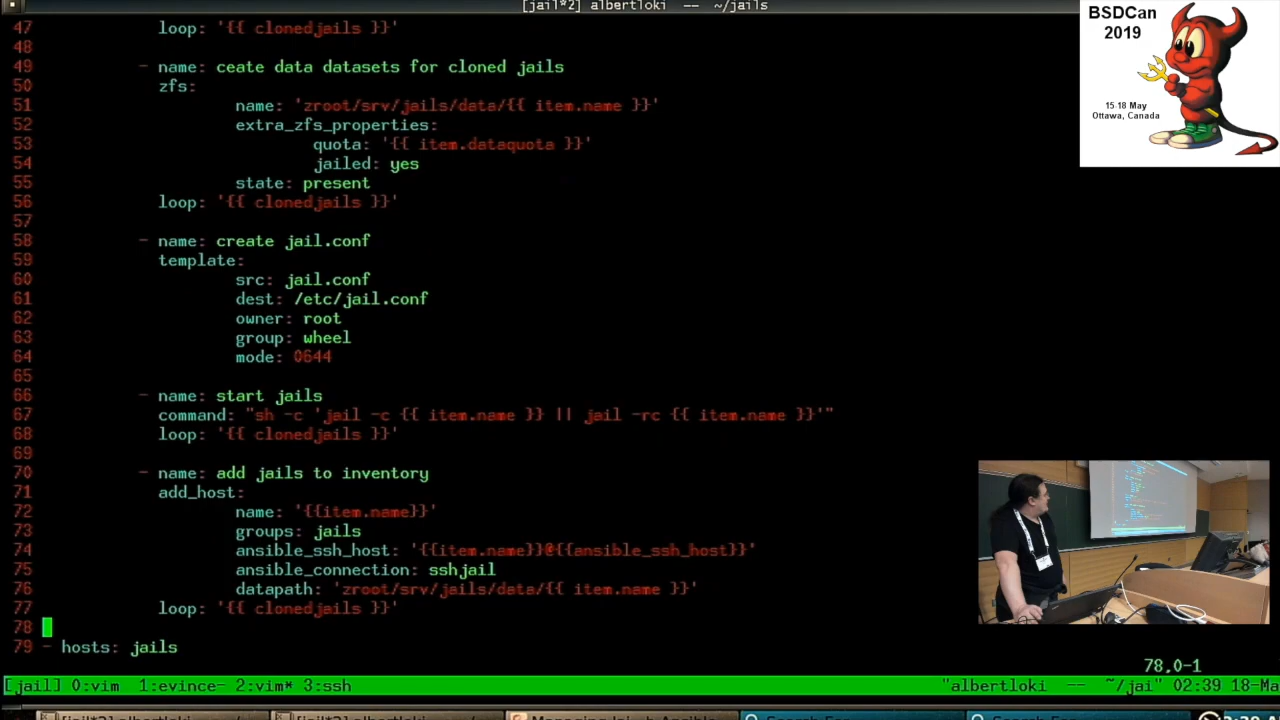 [jail*2] albertloki  --  ~/jails
47 loop: '{{ clonedjails }}'
48
49 - name: ceate data datasets for cloned jails
50 zfs:
51 name: 'zroot/srv/jails/data/{{ item.name }}'
52 extra_zfs_properties:
53 quota: '{{ item.dataquota }}'
54 jailed: yes
55 state: present
56 loop: '{{ clonedjails }}'
57
58 - name: create jail.conf
59 template:
60 src: jail.conf
61 dest: /etc/jail.conf
62 owner: root
63 group: wheel
64 mode: 0644
65
66 - name: start jails
67 command: "sh -c 'jail -c {{ item.name }} || jail -rc {{ item.name }}'"
68 loop: '{{ clonedjails }}'
69
70 - name: add jails to inventory
71 add_host:
72 name: '{{item.name}}'
73 groups: jails
74 ansible_ssh_host: '{{item.name}}@{{ansible_ssh_host}}'
75 ansible_connection: sshjail
76 datapath: 'zroot/srv/jails/data/{{ item.name }}'
77 loop: '{{ clonedjails }}'
78
79 - hosts: jails
78,0-1
[jail] 0:vim  1:evince- 2:vim* 3:ssh "albertloki  --  ~/jai" 02:39 18-Ma
BSDCan
2019
15-18 May
Ottawa, Canada